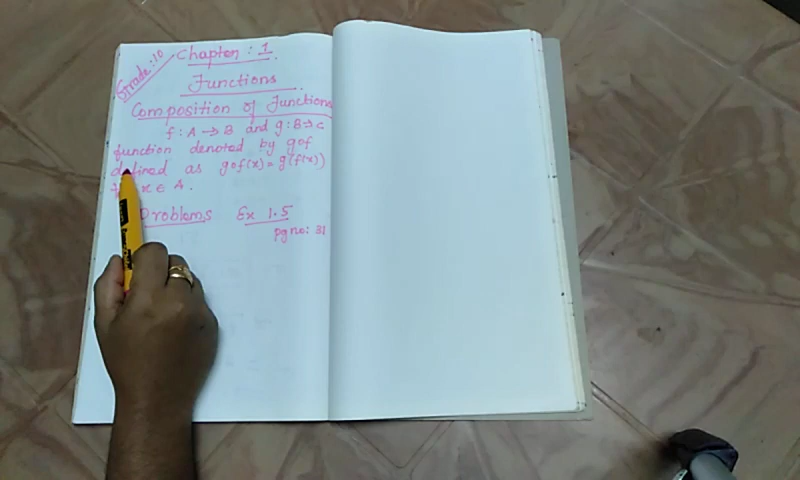 Grade:10
Chapter : 1.
Functions
Composition of Functions
f : A → B and g : B → C
function denoted by gof
defined as gof(x) = g(f(x))
x ∈ A.
Problems Ex 1.5
pg no: 31